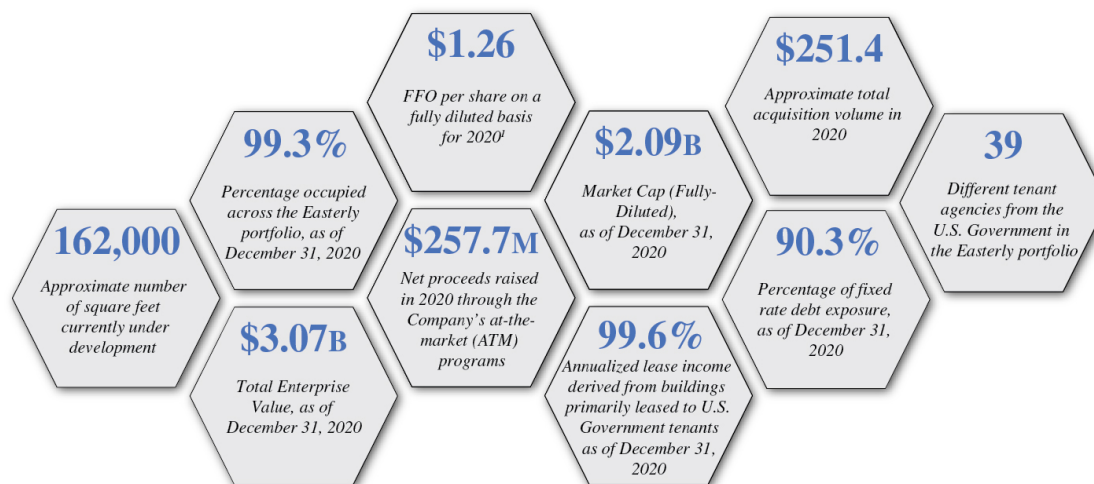 162,000
Approximate number
of square feet
currently under
development
99.3%
Percentage occupied
across the Easterly
portfolio, as of
December 31, 2020
$3.07B
Total Enterprise
Value, as of
December 31, 2020
$1.26
FFO per share on a
fully diluted basis
for 2020¹
$257.7M
Net proceeds raised
in 2020 through the
Company's at-the-
market (ATM)
programs
$2.09B
Market Cap (Fully-
Diluted),
as of December 31,
2020
99.6%
Annualized lease income
derived from buildings
primarily leased to U.S.
Government tenants
as of December 31,
2020
$251.4
Approximate total
acquisition volume in
2020
90.3%
Percentage of fixed
rate debt exposure,
as of December 31,
2020
39
Different tenant
agencies from the
U.S. Government in
the Easterly portfolio